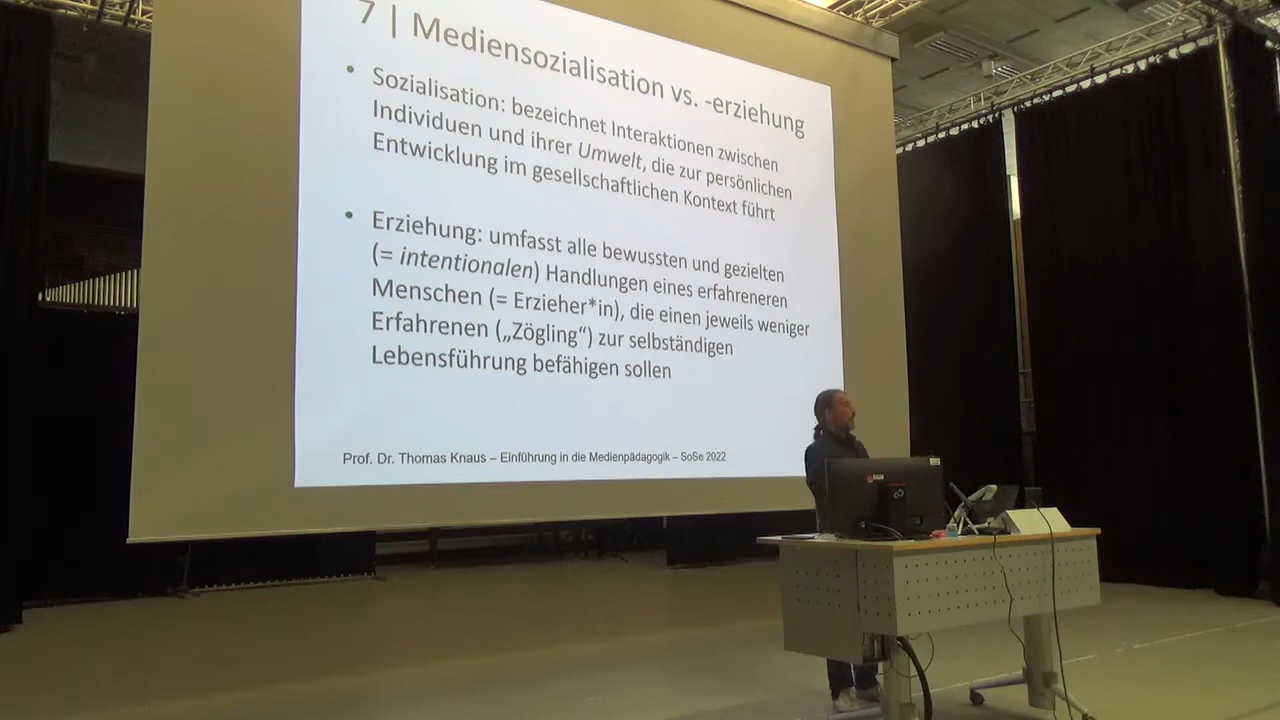 7 | Mediensozialisation vs. -erziehung
• Sozialisation: bezeichnet Interaktionen zwischen
Individuen und ihrer Umwelt, die zur persönlichen
Entwicklung im gesellschaftlichen Kontext führt
• Erziehung: umfasst alle bewussten und gezielten
(= intentionalen) Handlungen eines erfahreneren
Menschen (= Erzieher*in), die einen jeweils weniger
Erfahrenen („Zögling“) zur selbständigen
Lebensführung befähigen sollen
Prof. Dr. Thomas Knaus – Einführung in die Medienpädagogik – SoSe 2022